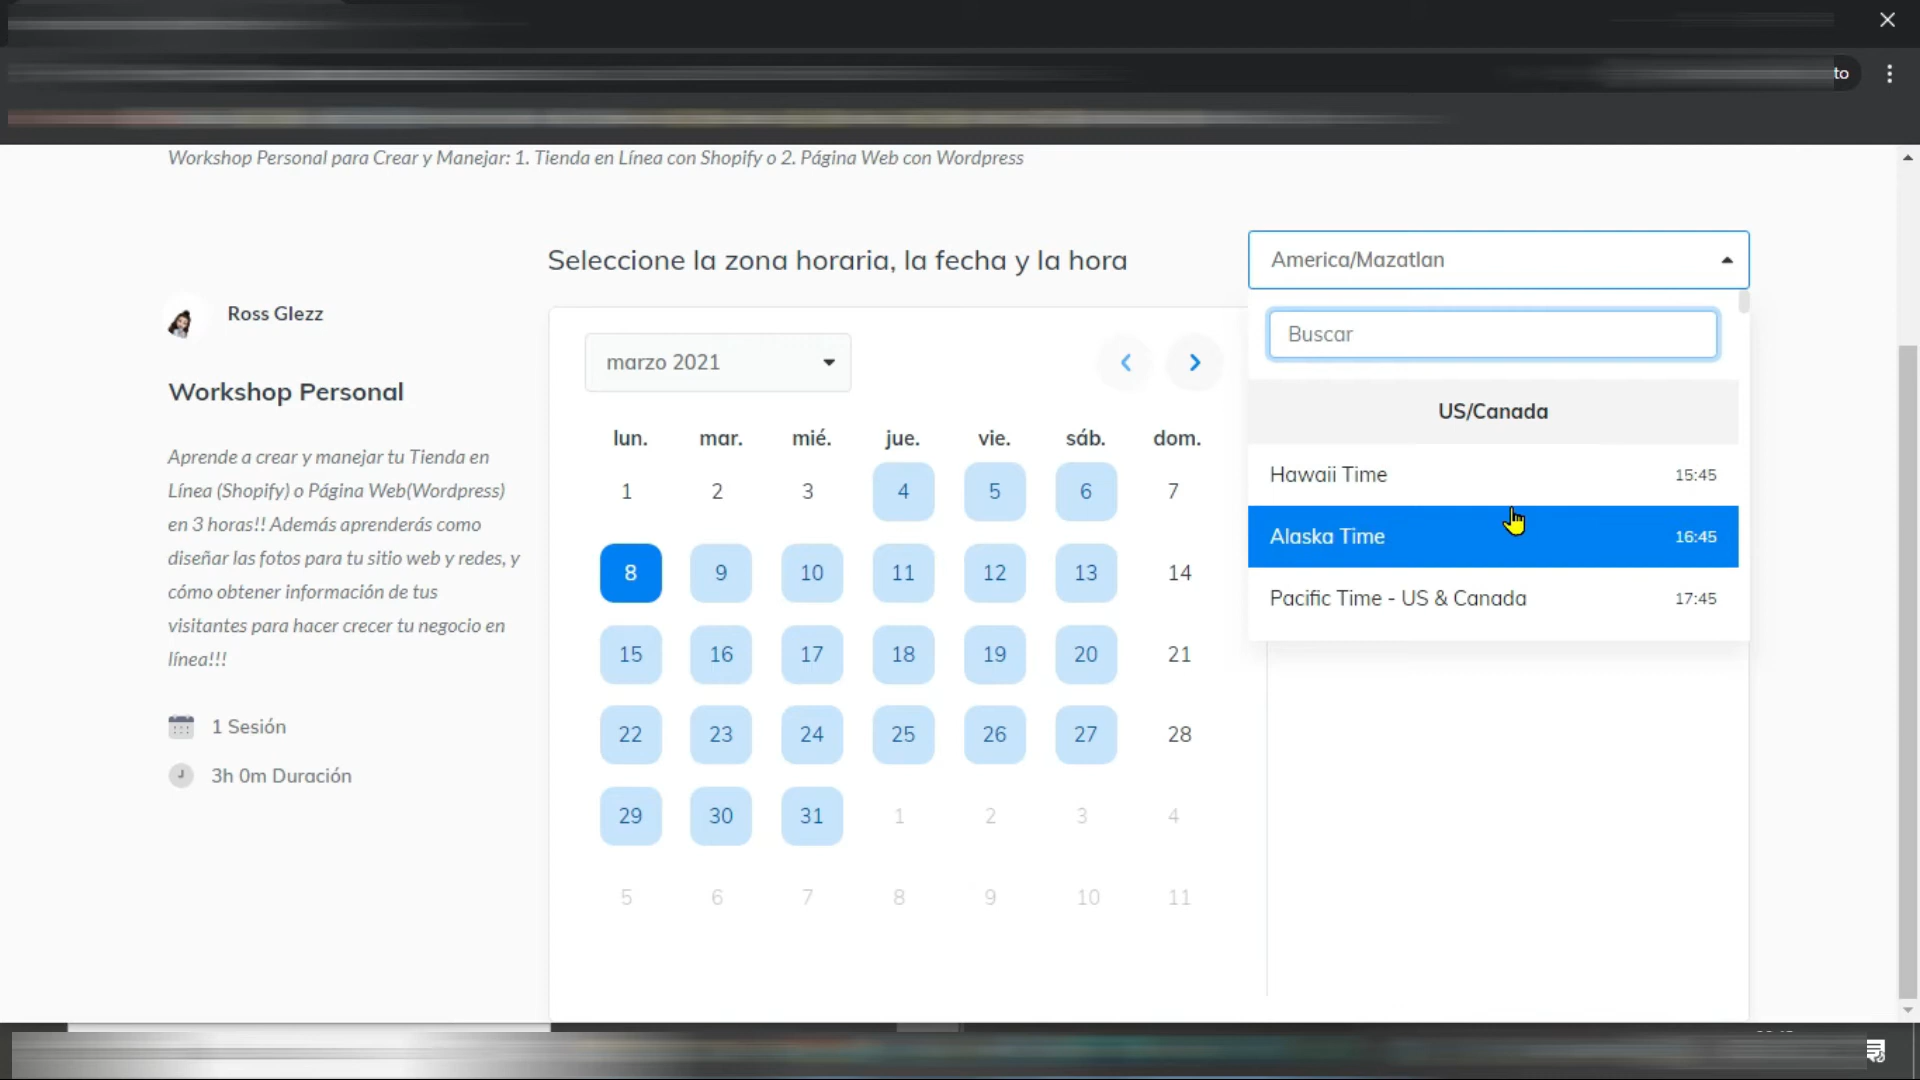 to
Workshop Personal para Crear y Manejar: 1. Tienda en Línea con Shopify o 2. Página Web con Wordpress
Seleccione la zona horaria, la fecha y la hora
America/Mazatlan
Buscar
US/Canada
Hawaii Time 15:45
Alaska Time 16:45
Pacific Time - US & Canada 17:45
Ross Glezz
Workshop Personal
Aprende a crear y manejar tu Tienda en
Línea (Shopify) o Página Web(Wordpress)
en 3 horas!! Además aprenderás como
diseñar las fotos para tu sitio web y redes, y
cómo obtener información de tus
visitantes para hacer crecer tu negocio en
línea!!!
1 Sesión
3h 0m Duración
marzo 2021
lun. mar. mié. jue. vie. sáb. dom.
1 2 3 4 5 6 7
8 9 10 11 12 13 14
15 16 17 18 19 20 21
22 23 24 25 26 27 28
29 30 31 1 2 3 4
5 6 7 8 9 10 11